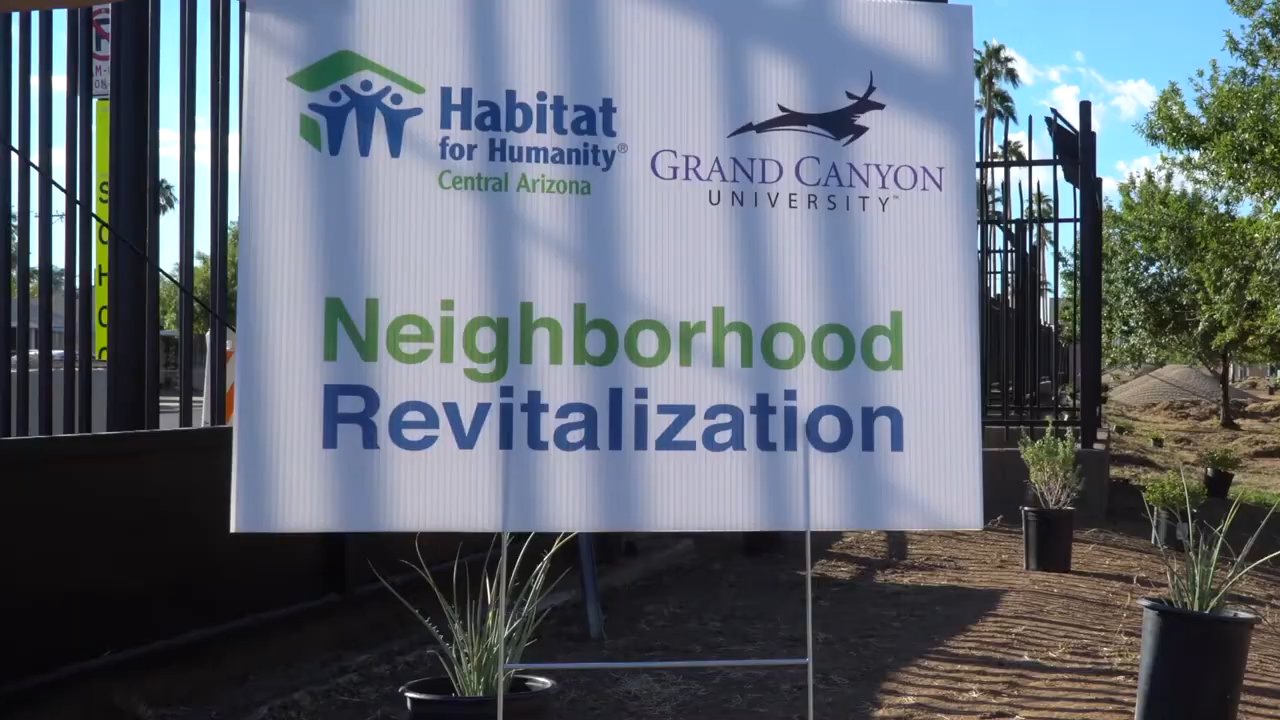 Habitat
for Humanity®
Central Arizona
GRAND CANYON
UNIVERSITY™
Neighborhood
Revitalization